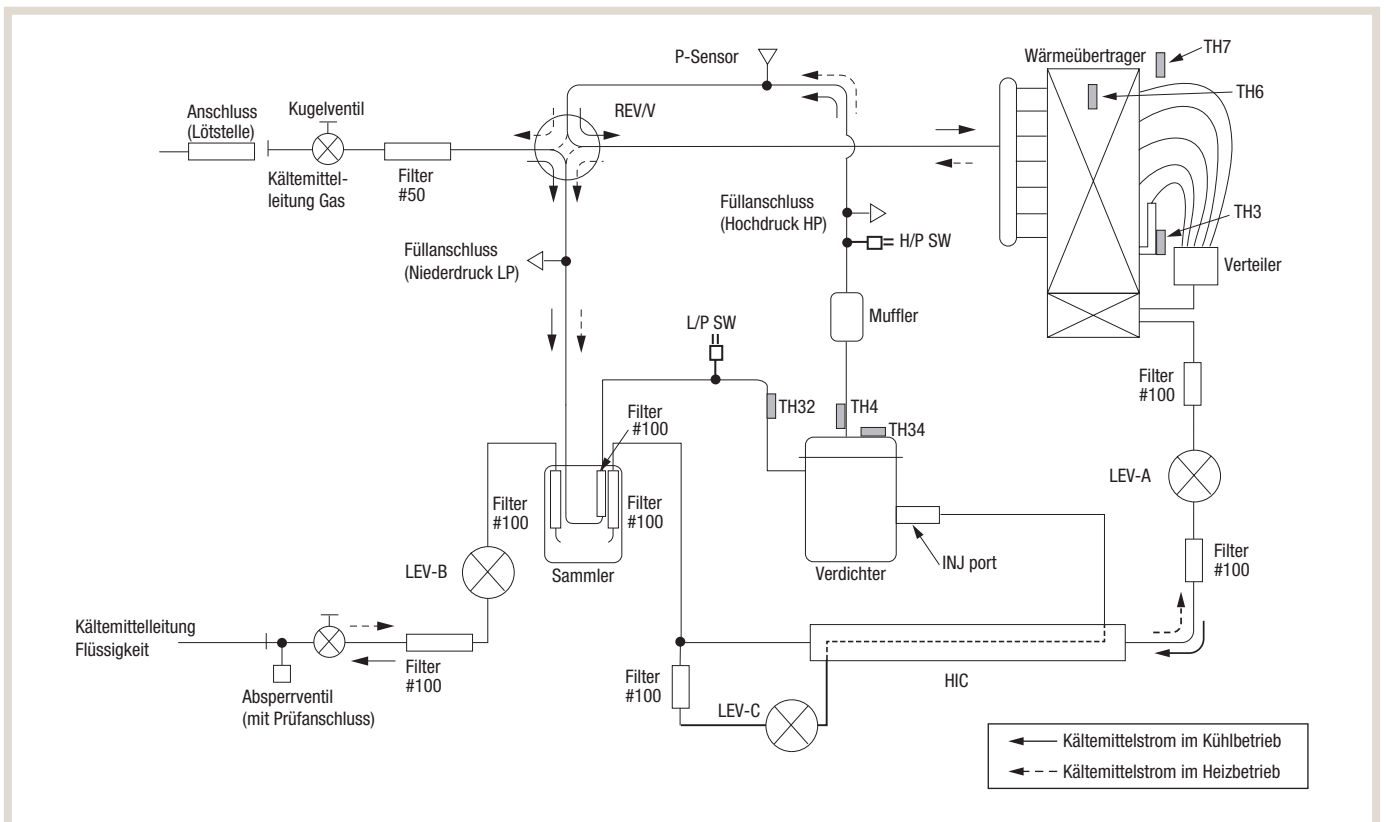 P-Sensor
Wärmeübertrager
TH7
TH6
Anschluss
(Lötstelle)
Kugelventil
REV/V
Kältemittel-
leitung Gas
Filter
#50
Füllanschluss
(Hochdruck HP)
H/P SW
TH3
Verteiler
Füllanschluss
(Niederdruck LP)
Muffler
L/P SW
Filter
#100
TH32
TH4
TH34
Filter
#100
LEV-A
Filter
#100
Filter
#100
INJ port
Filter
#100
LEV-B
Sammler
Verdichter
Kältemittelleitung
Flüssigkeit
Filter
#100
Absperrventil
(mit Prüfanschluss)
Filter
#100
HIC
LEV-C
Kältemittelstrom im Kühlbetrieb
Kältemittelstrom im Heizbetrieb